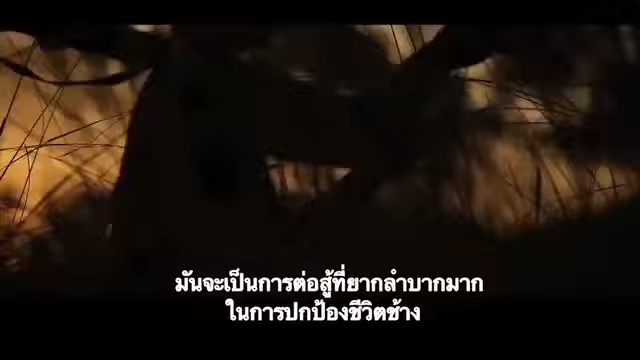 มันจะเป็นการต่อสู้ที่ยากลำบากมาก
ในการปกป้องชีวิตช้าง